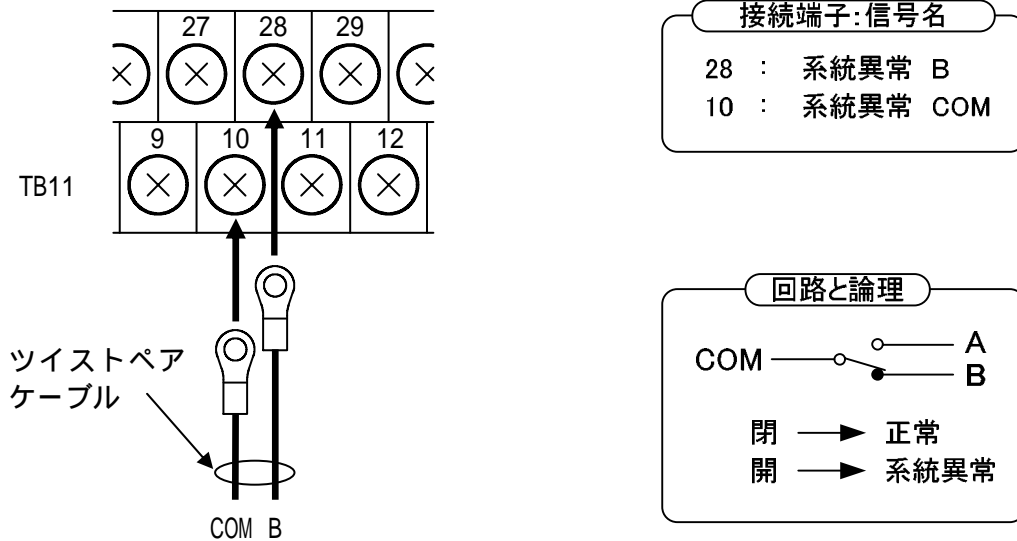 27 28 29
9 10 11 12
TB11
ツイストペア
ケーブル
COM B
接続端子:信号名
28 : 系統異常 B
10 : 系統異常 COM
回路と論理
A
COM
B
閉 → 正常
開 → 系統異常